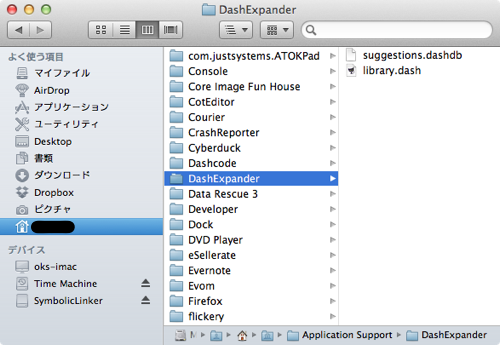 DashExpander
よく使う項目
マイファイル
AirDrop
アプリケーション
ユーティリティ
Desktop
書類
ダウンロード
Dropbox
ピクチャ
デバイス
oks-imac
Time Machine
SymbolicLinker
com.justsystems.ATOKPad
Console
Core Image Fun House
CotEditor
Courier
CrashReporter
Cyberduck
Dashcode
DashExpander
Data Rescue 3
Developer
Dock
DVD Player
eSellerate
Evernote
Evom
Firefox
flickery
suggestions.dashdb
library.dash
Application Support DashExpander